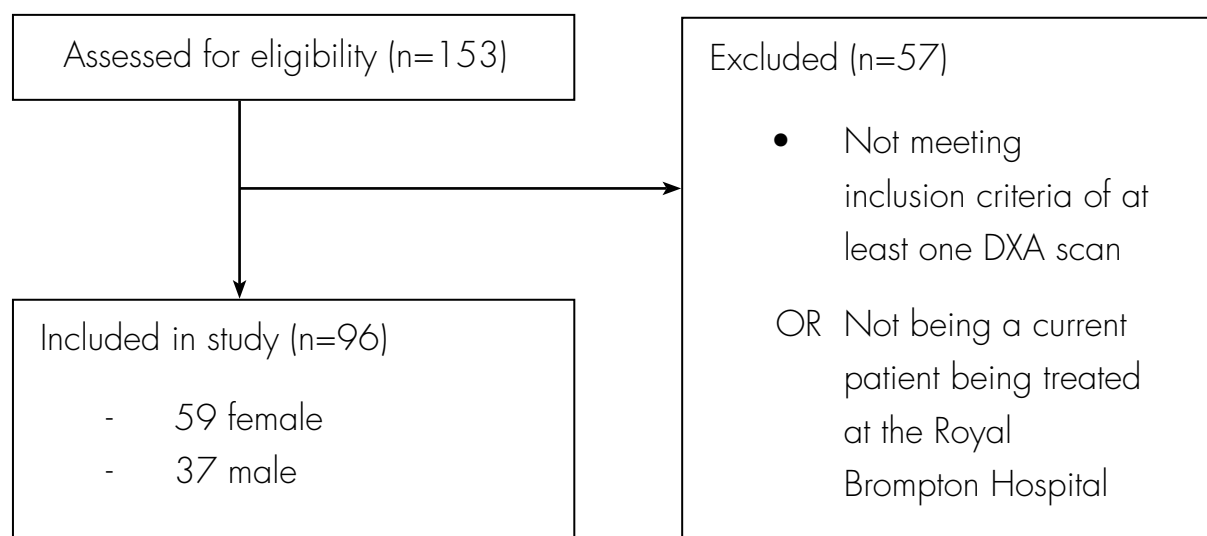 Assessed for eligibility (n=153)
Excluded (n=57)
• Not meeting
inclusion criteria of at
least one DXA scan
OR Not being a current
patient being treated
at the Royal
Brompton Hospital
Included in study (n=96)
- 59 female
- 37 male